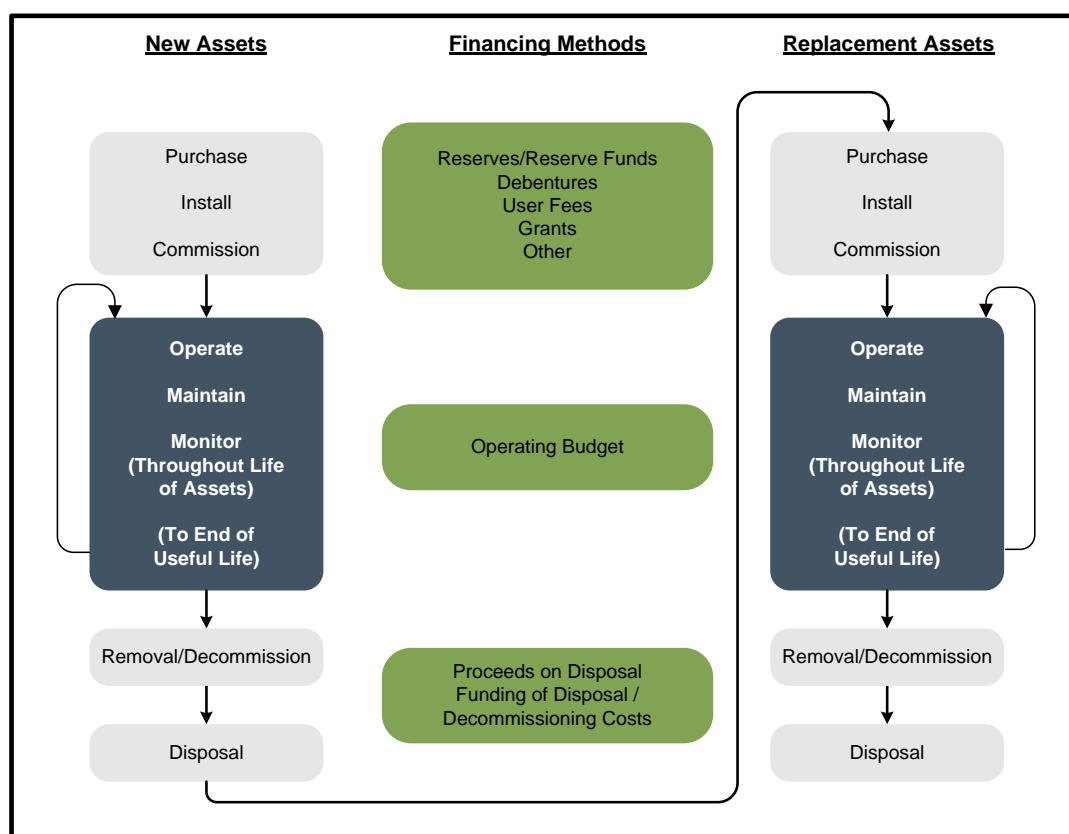 New Assets
Purchase
Install
Commission
Operate
Maintain
Monitor
(Throughout Life
of Assets)
(To End of
Useful Life)
Removal/Decommission
Disposal
Financing Methods
Reserves/Reserve Funds
Debentures
User Fees
Grants
Other
Operating Budget
Proceeds on Disposal
Funding of Disposal /
Decommissioning Costs
Replacement Assets
Purchase
Install
Commission
Operate
Maintain
Monitor
(Throughout Life
of Assets)
(To End of
Useful Life)
Removal/Decommission
Disposal